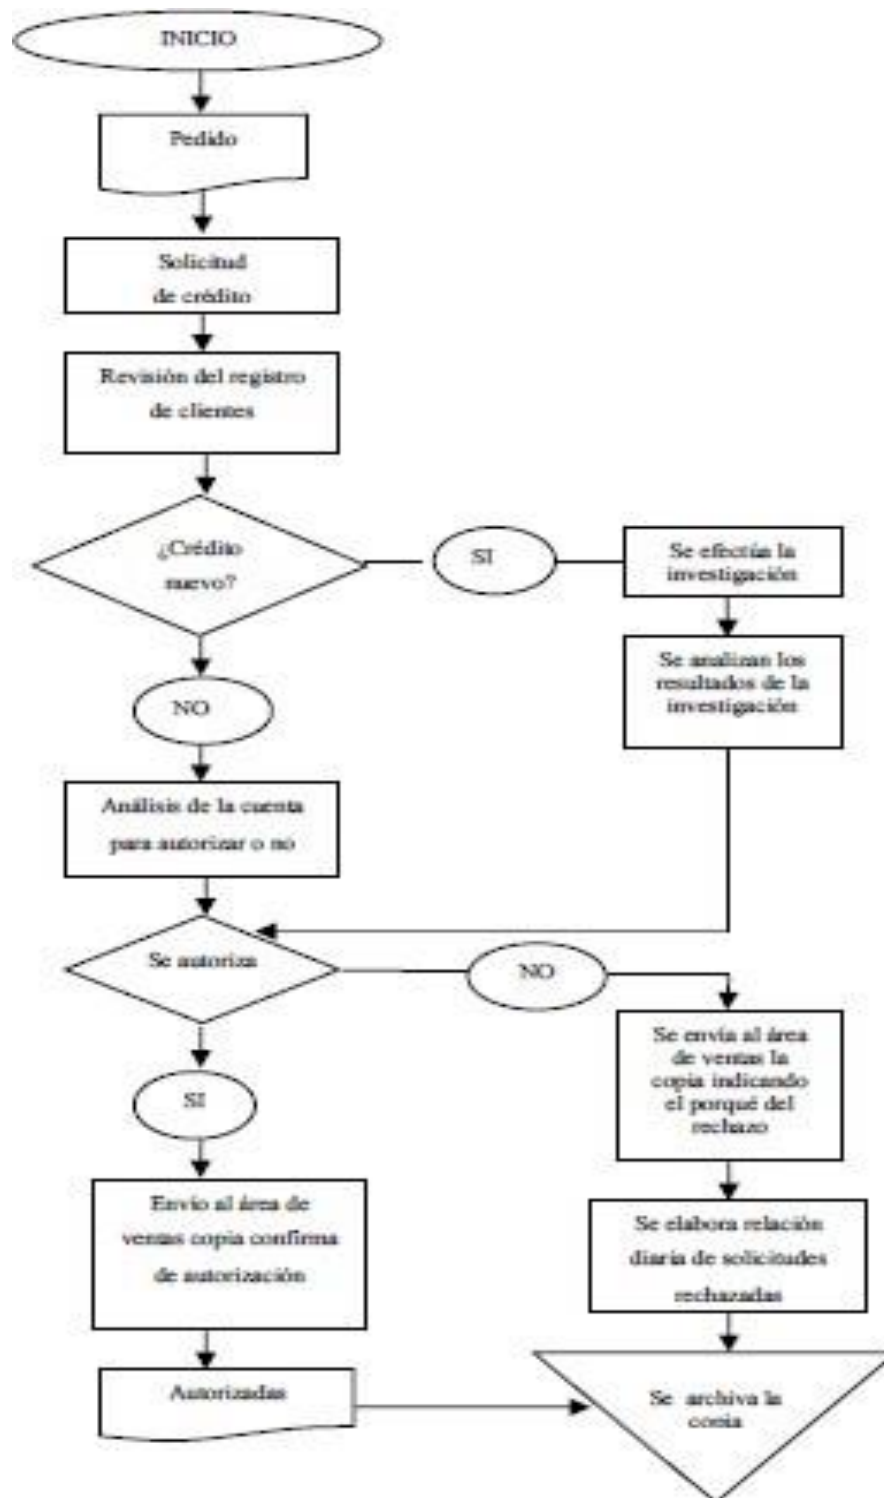 INICIO
Pedido
Solicitud
de crédito
Revisión del registro
de clientes
¿Crédito
nuevo?
SI
Se efectúa la
investigación
Se analizan los
resultados de la
investigación
NO
Análisis de la cuenta
para autorizar o no
Se autoriza
NO
Se envía al área
de ventas la
copia indicando
el porqué del
rechazo
SI
Envío al área de
ventas copia confirma
de autorización
Se elabora relación
diaria de solicitudes
rechazadas
Autorizadas
Se archiva la
copia